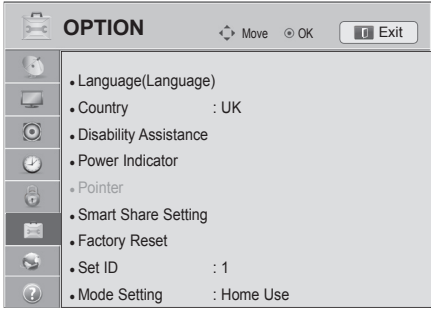 OPTION
Move
OK
Exit
• Language(Language)
• Country : UK
• Disability Assistance
• Power Indicator
• Pointer
• Smart Share Setting
• Factory Reset
• Set ID : 1
• Mode Setting : Home Use